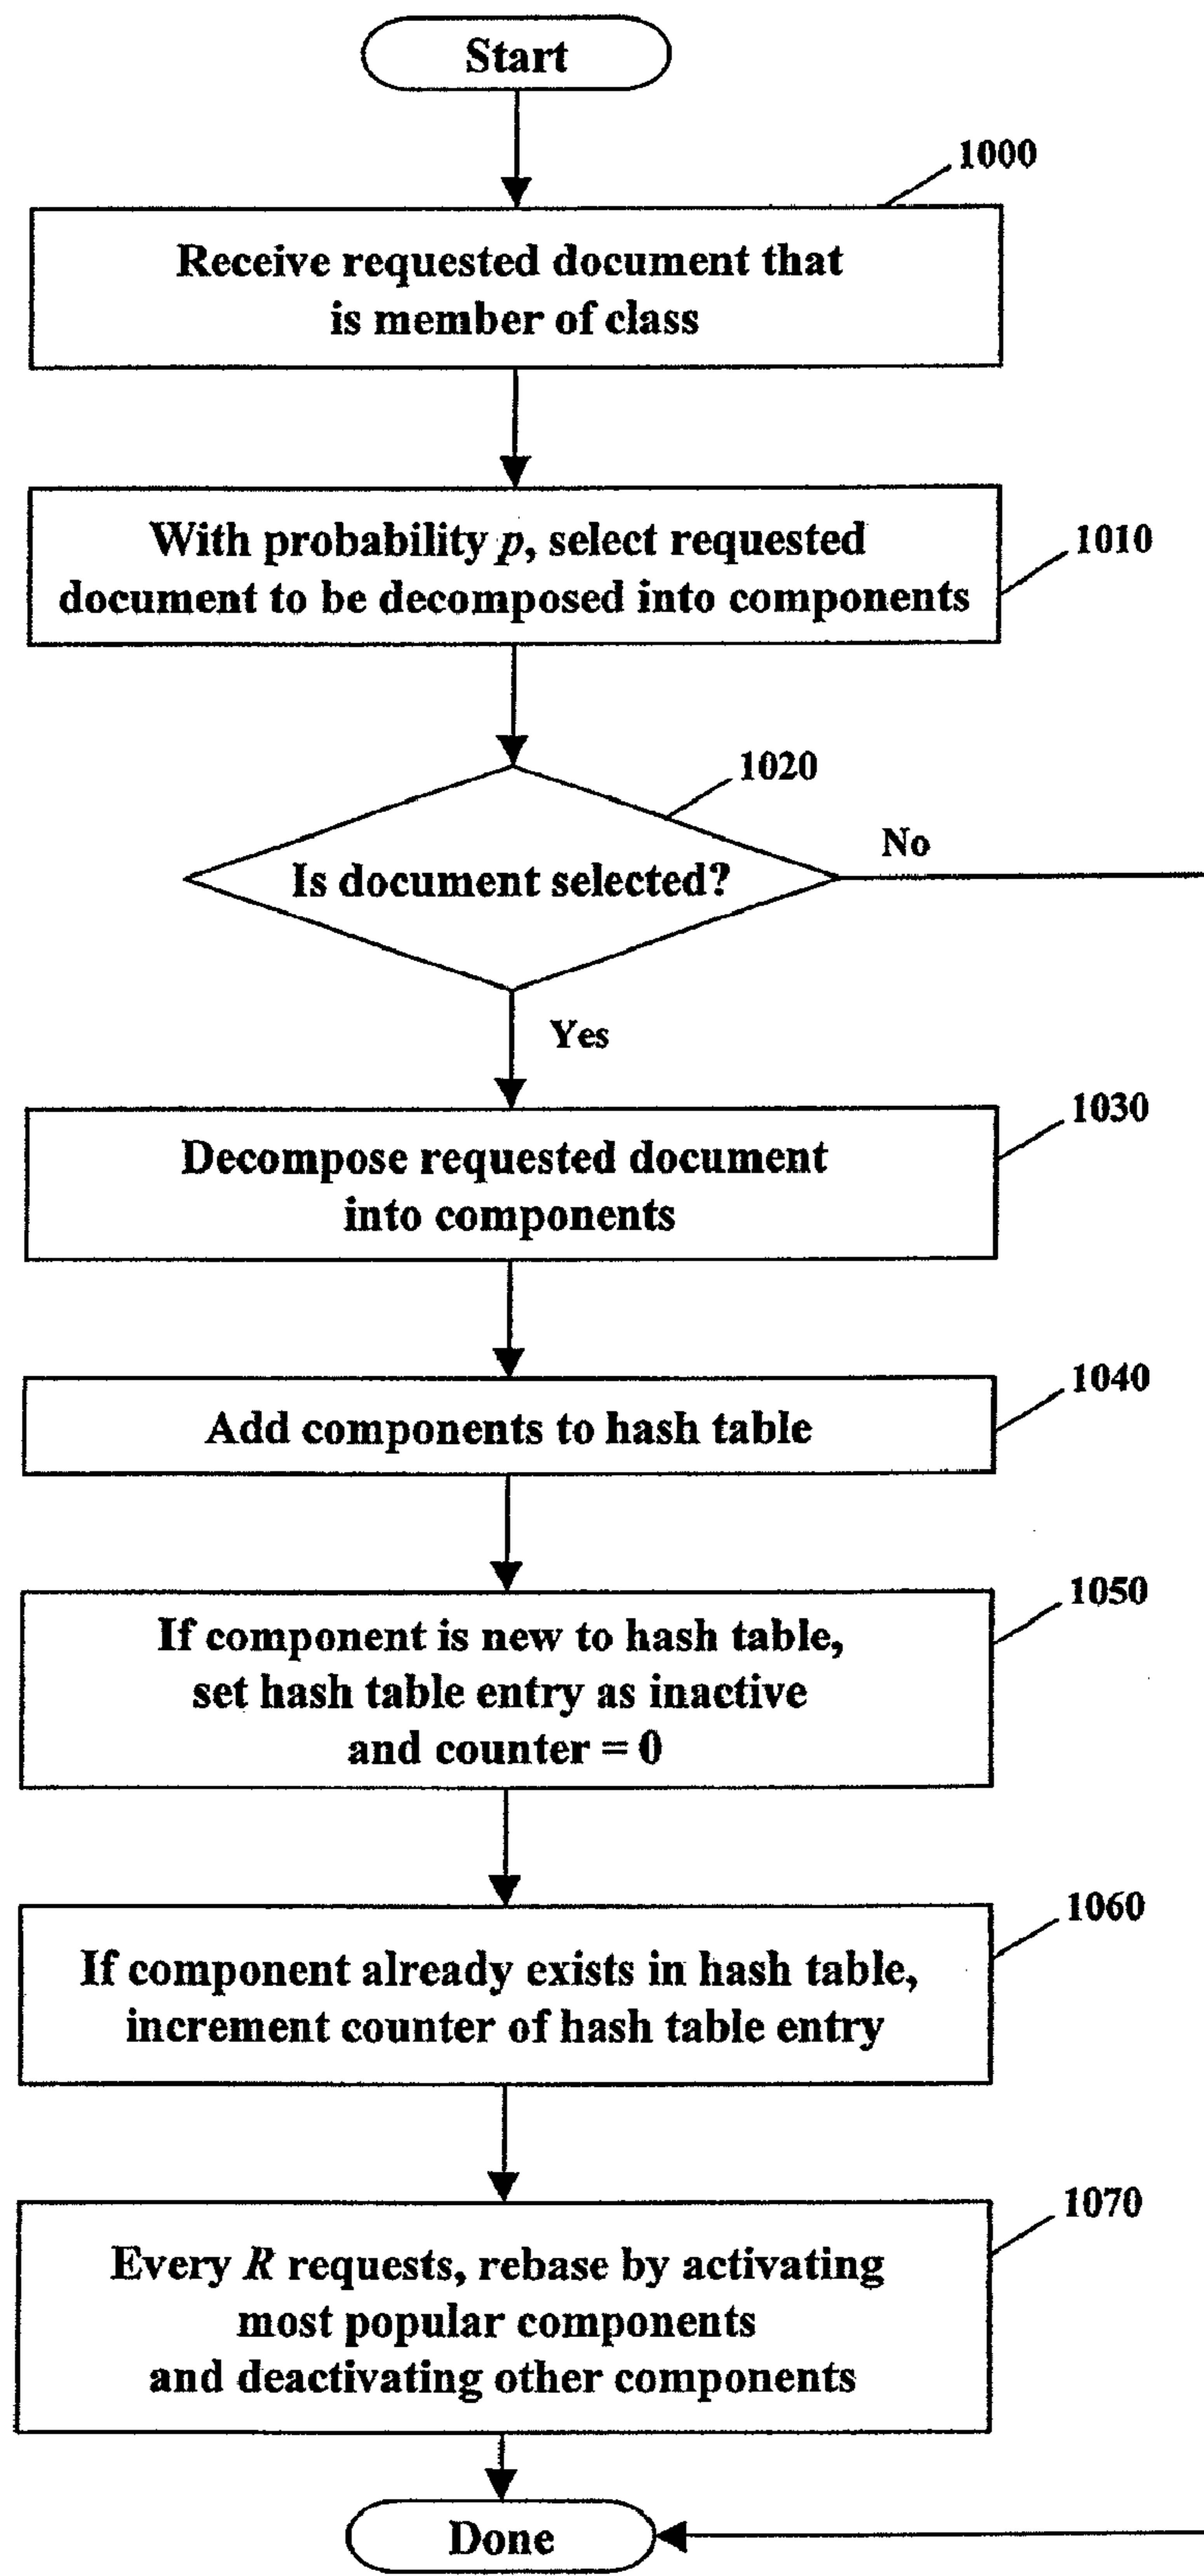 Start
1000
Receive requested document that
is member of class
With probability p, select requested
document to be decomposed into components
1010
1020
Is document selected?
No
Yes
1030
Decompose requested document
into components
1040
Add components to hash table
1050
If component is new to hash table,
set hash table entry as inactive
and counter = 0
1060
If component already exists in hash table,
increment counter of hash table entry
1070
Every R requests, rebase by activating
most popular components
and deactivating other components
Done